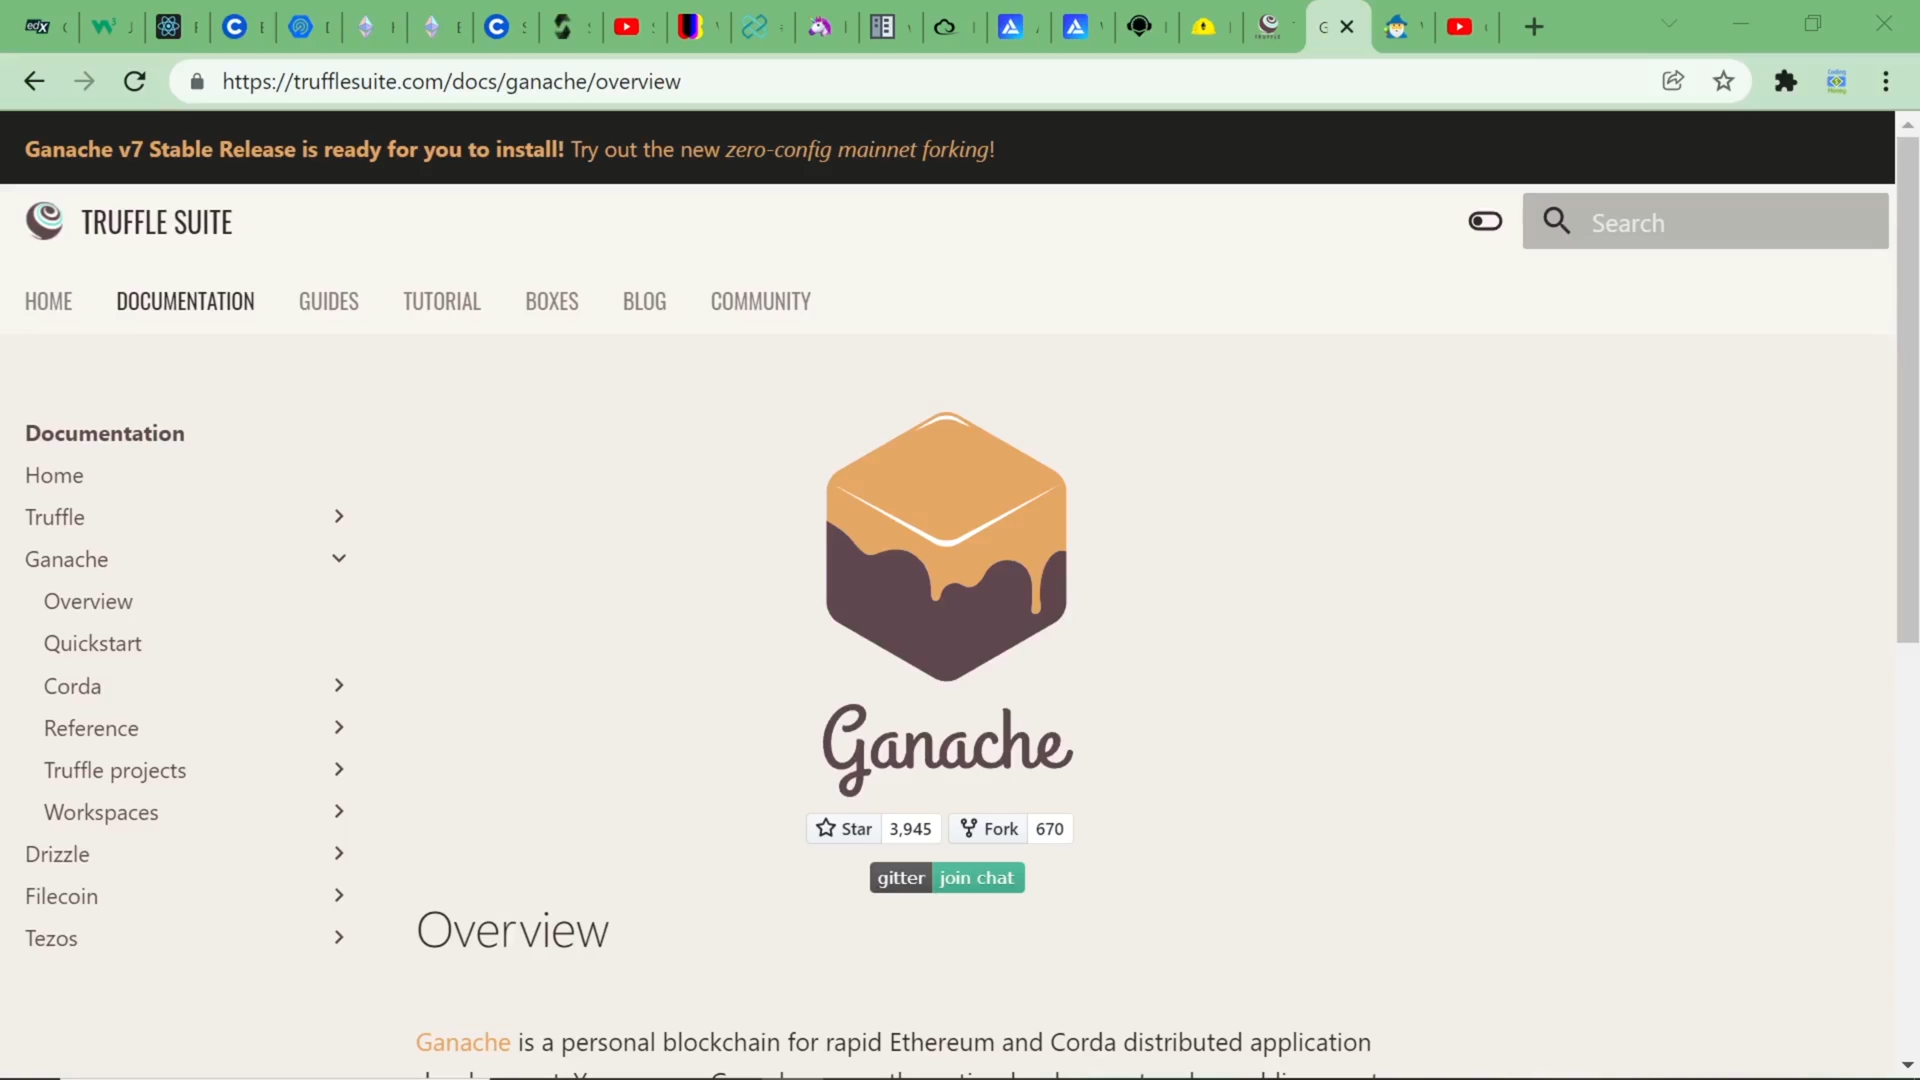 https://trufflesuite.com/docs/ganache/overview
Ganache v7 Stable Release is ready for you to install! Try out the new zero-config mainnet forking!
TRUFFLE SUITE
Search
HOME DOCUMENTATION GUIDES TUTORIAL BOXES BLOG COMMUNITY
Documentation
Home
Truffle
Ganache
Overview
Quickstart
Corda
Reference
Truffle projects
Workspaces
Drizzle
Filecoin
Tezos
Ganache
Star 3,945 Fork 670
gitter join chat
Overview
Ganache is a personal blockchain for rapid Ethereum and Corda distributed application